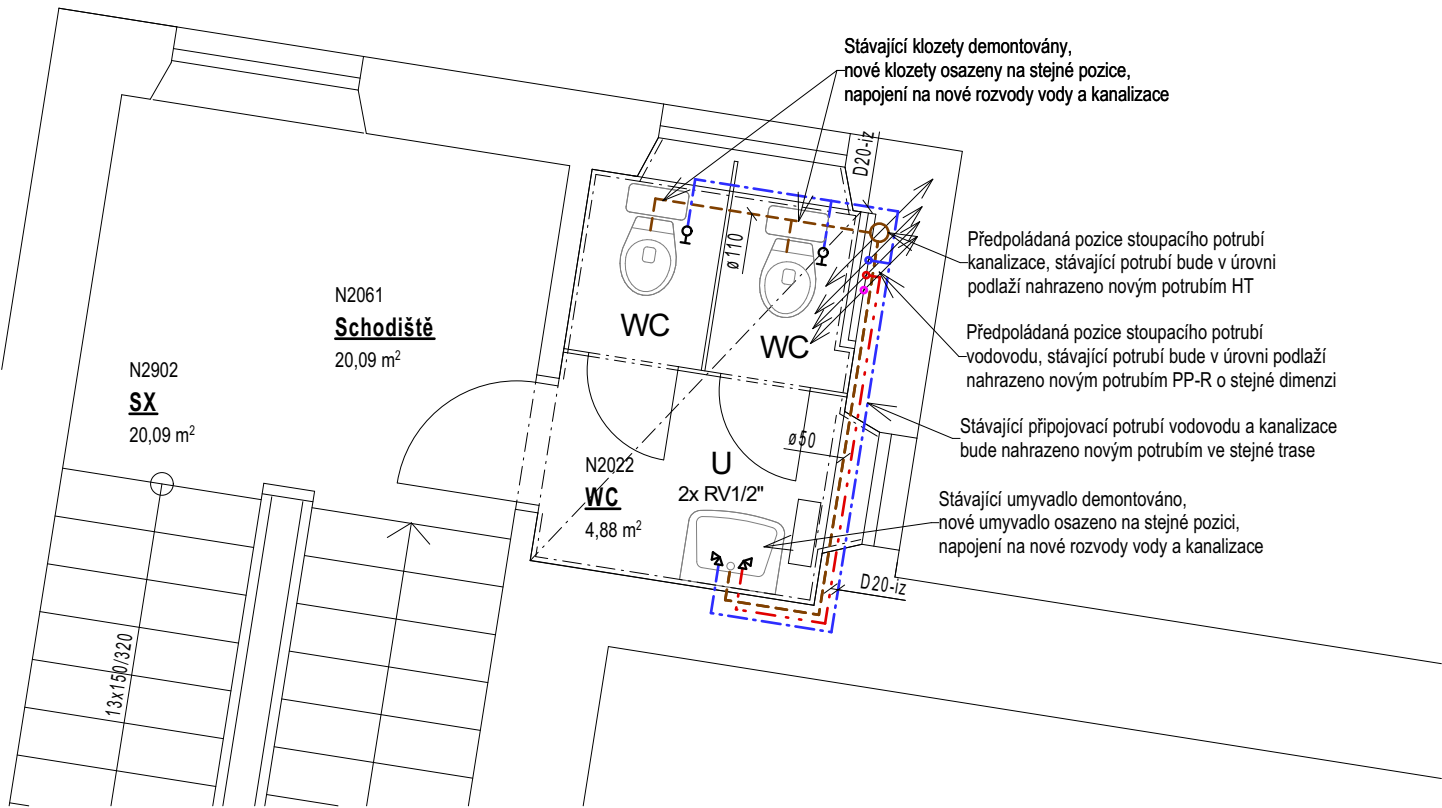 Stávající klozety demontovány,
nové klozety osazeny na stejné pozice,
napojení na nové rozvody vody a kanalizace
D20-iz
Předpoládaná pozice stoupacího potrubí
kanalizace, stávající potrubí bude v úrovni
podlaží nahrazeno novým potrubím HT
ø110
N2061
Schodiště
20,09 m²
WC
WC
Předpoládaná pozice stoupacího potrubí
vodovodu, stávající potrubí bude v úrovni podlaží
nahrazeno novým potrubím PP-R o stejné dimenzi
N2902
SX
20,09 m²
Stávající připojovací potrubí vodovodu a kanalizace
bude nahrazeno novým potrubím ve stejné trase
ø50
N2022
WC
4,88 m²
U
2x RV1/2"
Stávající umyvadlo demontováno,
nové umyvadlo osazeno na stejné pozici,
napojení na nové rozvody vody a kanalizace
D20-iz
13x150/320